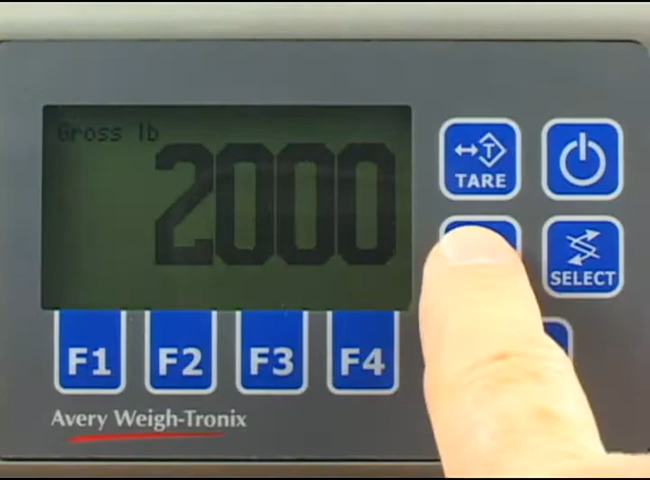 Gross lb
2000
TARE
SELECT
F1 F2 F3 F4
Avery Weigh-Tronix